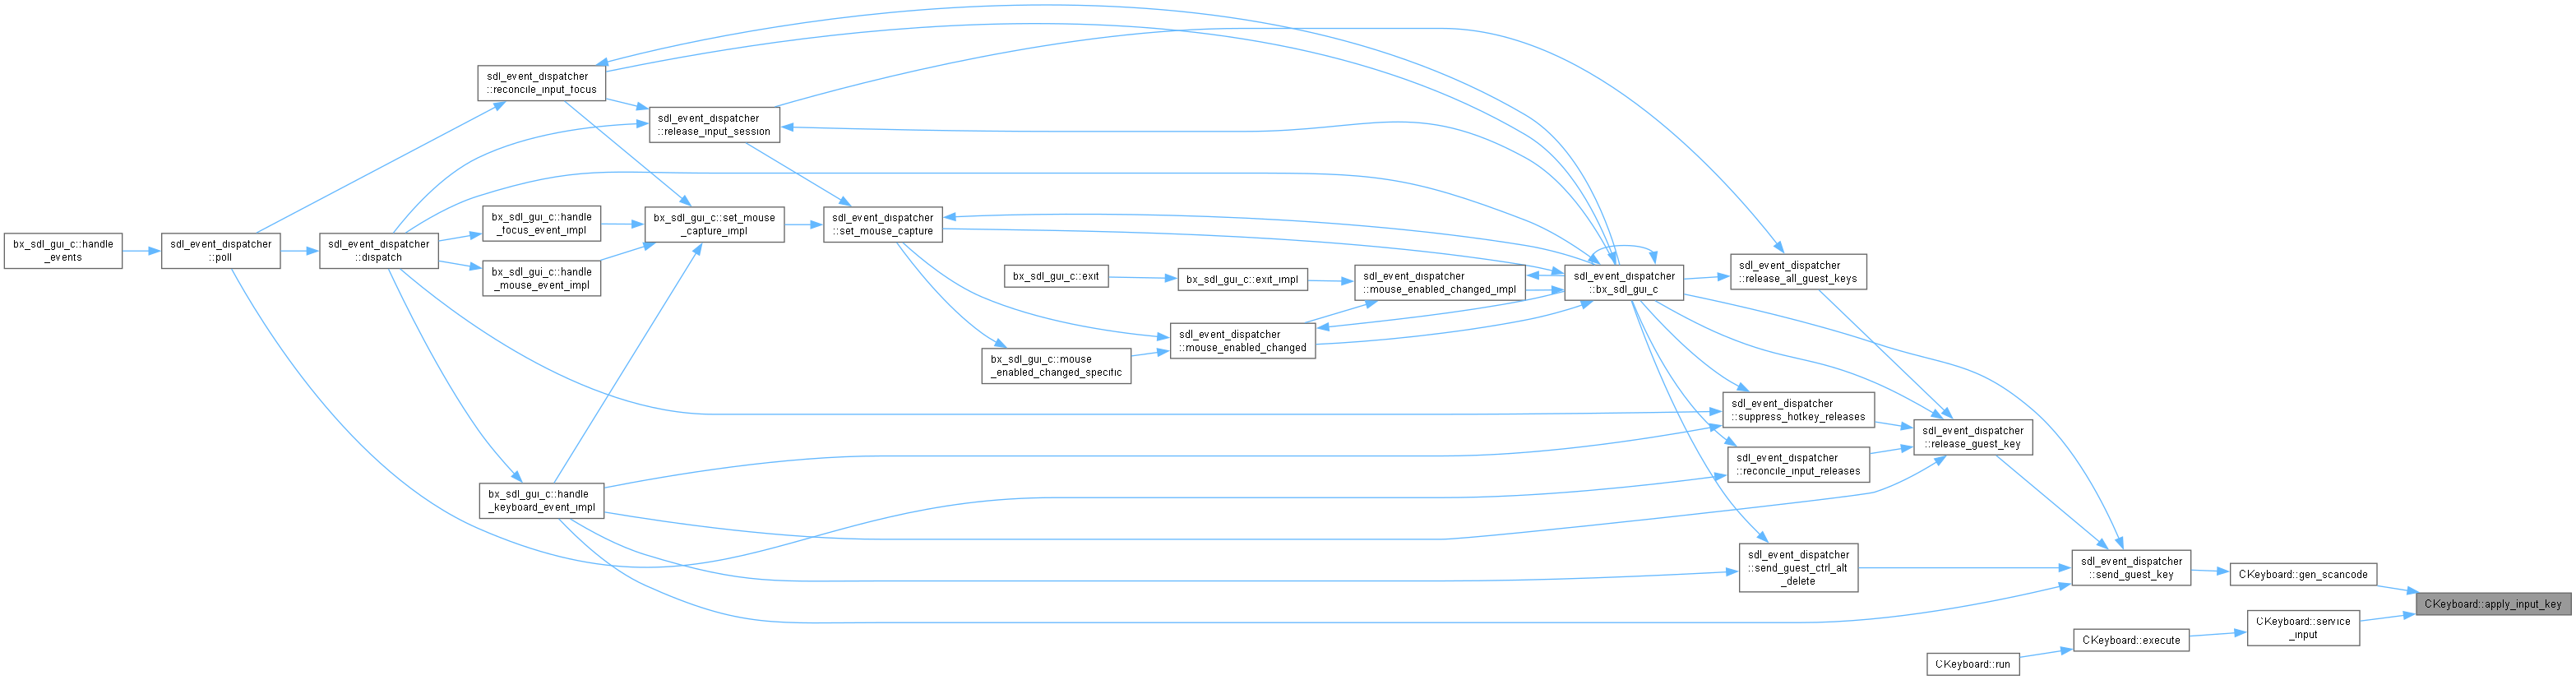 sdl_event_dispatcher
::reconcile_input_focus
sdl_event_dispatcher
::release_input_session
bx_sdl_gui_c::handle
_events
sdl_event_dispatcher
::poll
sdl_event_dispatcher
::dispatch
bx_sdl_gui_c::handle
_focus_event_impl
bx_sdl_gui_c::handle
_mouse_event_impl
bx_sdl_gui_c::set_mouse
_capture_impl
sdl_event_dispatcher
::set_mouse_capture
bx_sdl_gui_c::exit
bx_sdl_gui_c::exit_impl
sdl_event_dispatcher
::mouse_enabled_changed_impl
sdl_event_dispatcher
::bx_sdl_gui_c
sdl_event_dispatcher
::release_all_guest_keys
sdl_event_dispatcher
::mouse_enabled_changed
bx_sdl_gui_c::mouse
_enabled_changed_specific
sdl_event_dispatcher
::suppress_hotkey_releases
sdl_event_dispatcher
::release_guest_key
sdl_event_dispatcher
::reconcile_input_releases
bx_sdl_gui_c::handle
_keyboard_event_impl
sdl_event_dispatcher
::send_guest_ctrl_alt
_delete
sdl_event_dispatcher
::send_guest_key
CKeyboard::gen_scancode
CKeyboard::apply_input_key
CKeyboard::service
_input
CKeyboard::execute
CKeyboard::run